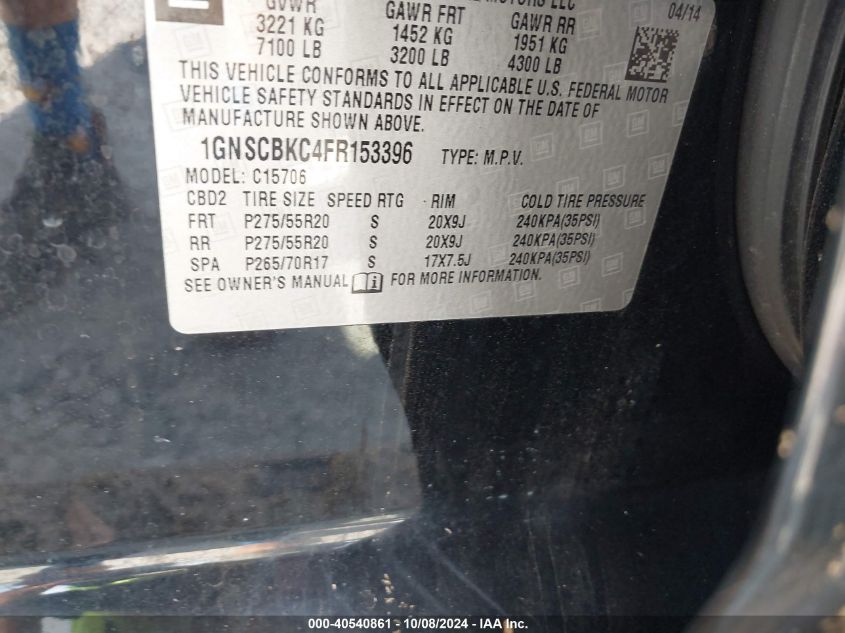 MOTORS LLC 04/14
GVWR GAWR FRT GAWR RR
3221 KG 1452 KG 1951 KG
7100 LB 3200 LB 4300 LB
THIS VEHICLE CONFORMS TO ALL APPLICABLE U.S. FEDERAL MOTOR
VEHICLE SAFETY STANDARDS IN EFFECT ON THE DATE OF
MANUFACTURE SHOWN ABOVE.
1GNSCBKC4FR153396 TYPE: M.P.V.
MODEL: C15706
CBD2 TIRE SIZE SPEED RTG RIM COLD TIRE PRESSURE
FRT P275/55R20 S 20X9J 240KPA(35PSI)
RR P275/55R20 S 20X9J 240KPA(35PSI)
SPA P265/70R17 S 17X7.5J 240KPA(35PSI)
SEE OWNER'S MANUAL i FOR MORE INFORMATION.
000-40540861 - 10/08/2024 - IAA Inc.